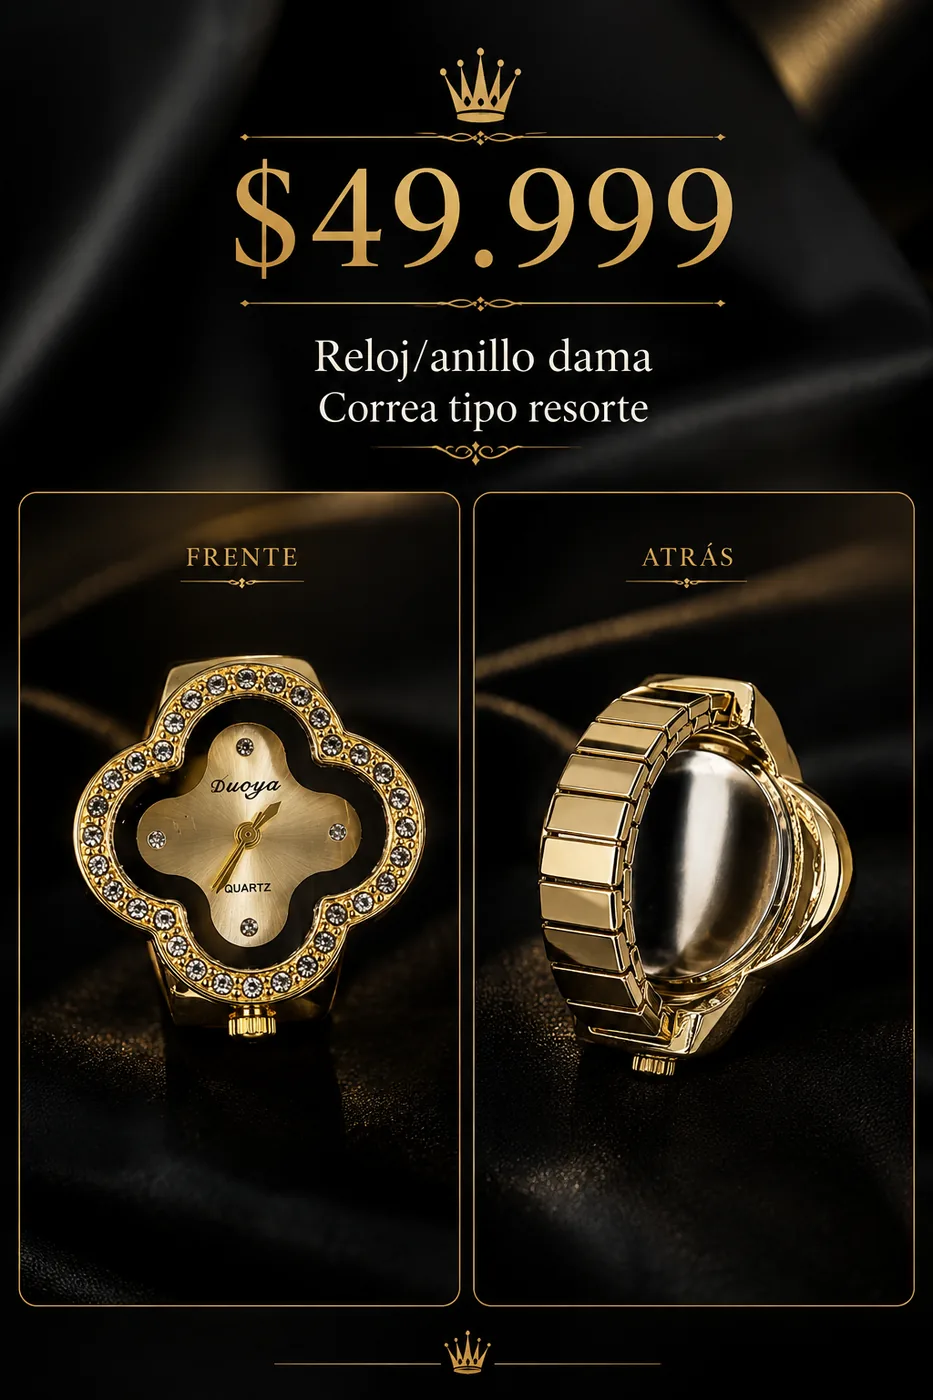 $49.999
Reloj/anillo dama
Correa tipo resorte
FRENTE
ATRÁS
Duoya
QUARTZ